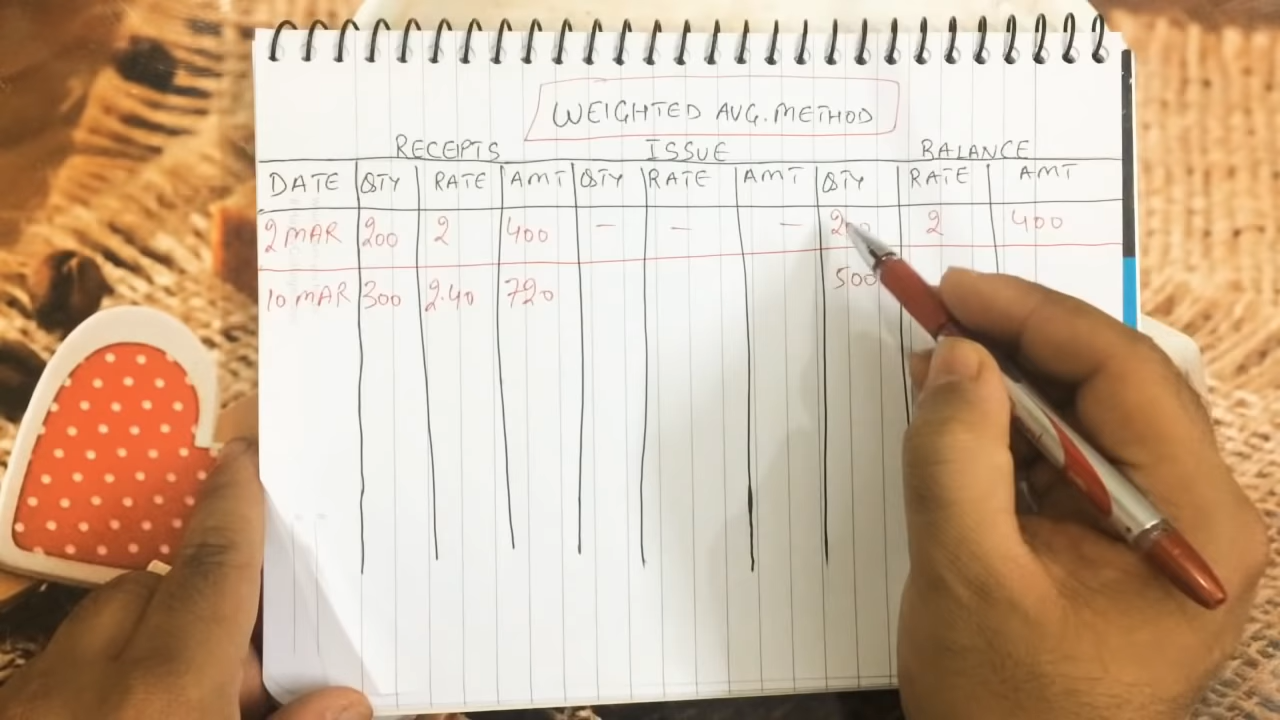 WEIGHTED AVG. METHOD
RECEIPTS ISSUE BALANCE
DATE QTY RATE AMT QTY RATE AMT QTY RATE AMT
2 MAR 200 2 400 - - - 200 2 400
10 MAR 300 2.40 720 500